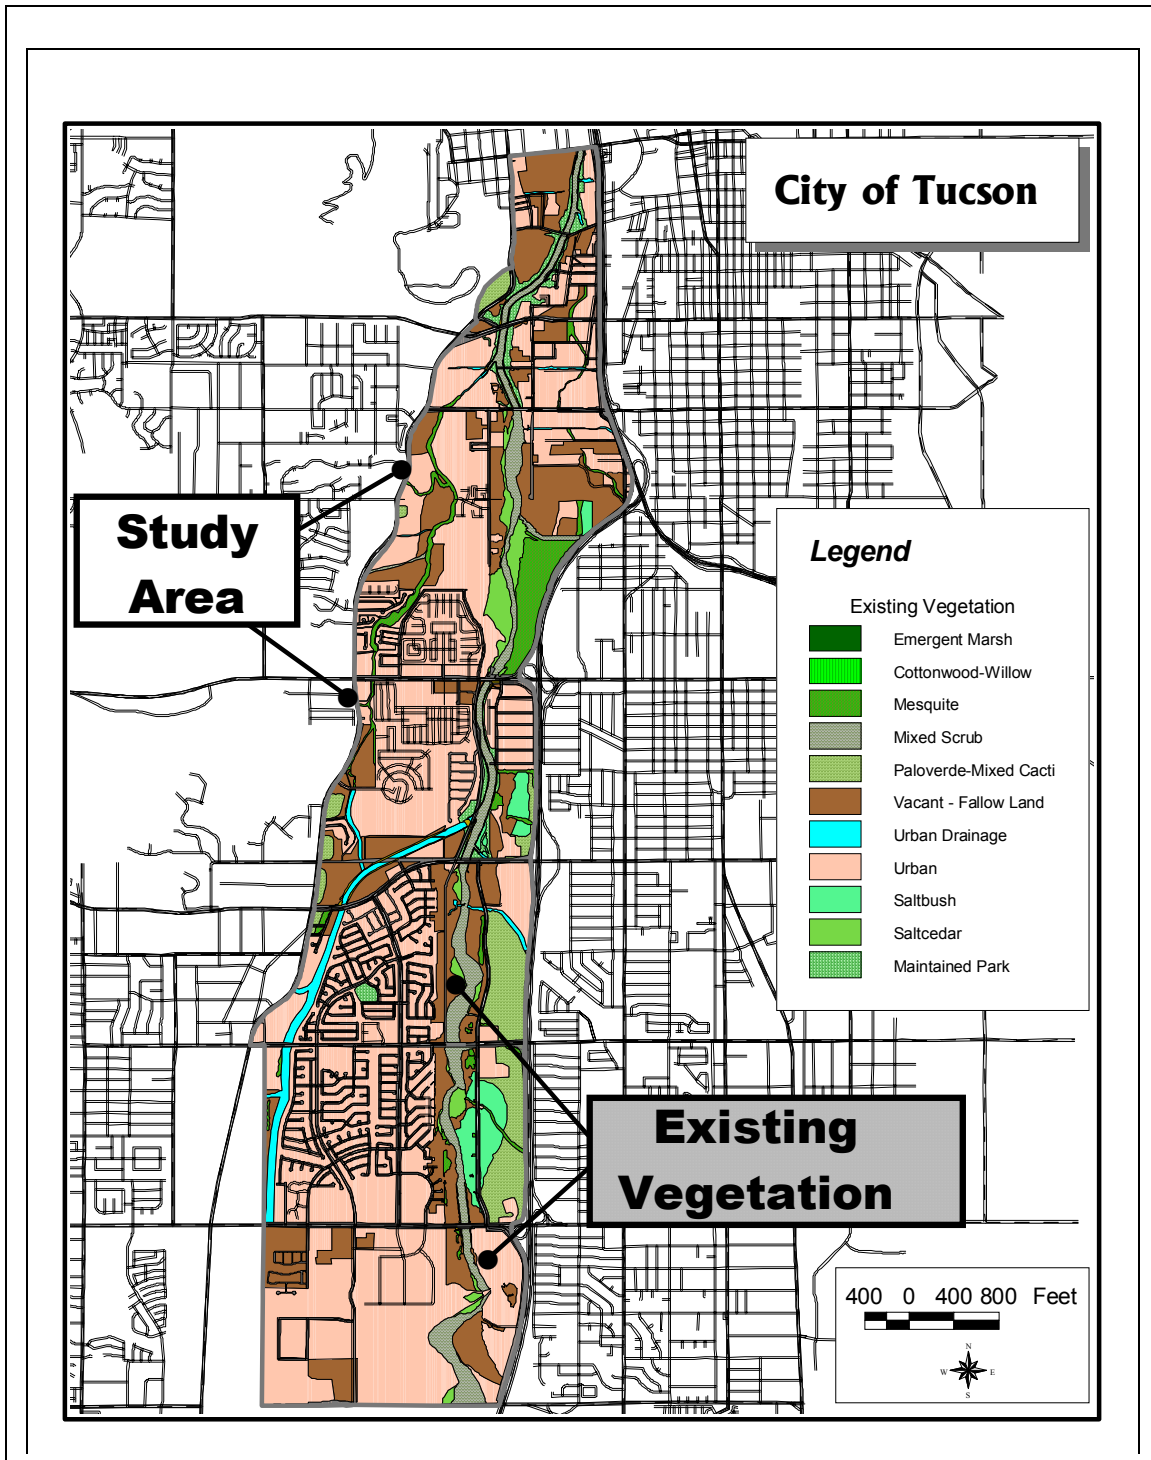 City of Tucson
Study
Area
Legend
Existing Vegetation
Emergent Marsh
Cottonwood-Willow
Mesquite
Mixed Scrub
Paloverde-Mixed Cacti
Vacant - Fallow Land
Urban Drainage
Urban
Saltbush
Saltcedar
Maintained Park
Existing
Vegetation
400 0 400 800 Feet
N
W E
S